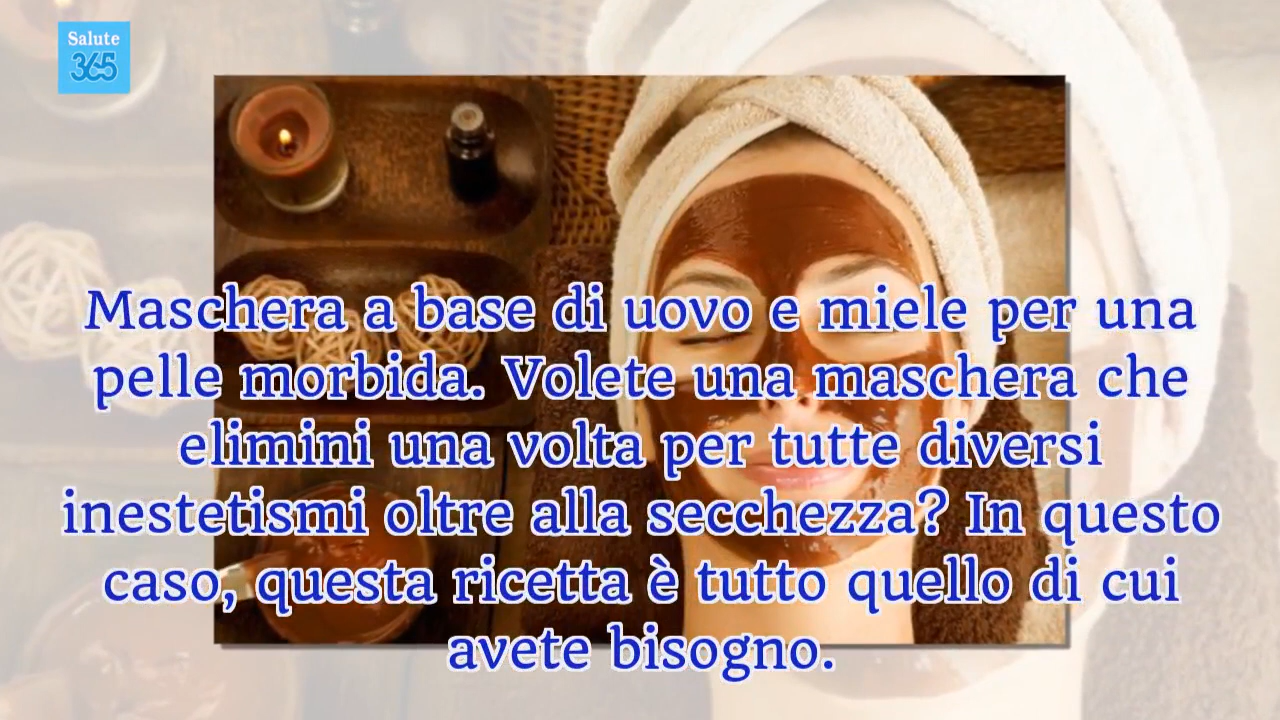 Salute
365
Maschera a base di uovo e miele per una
pelle morbida. Volete una maschera che
elimini una volta per tutte diversi
inestetismi oltre alla secchezza? In questo
caso, questa ricetta è tutto quello di cui
avete bisogno.